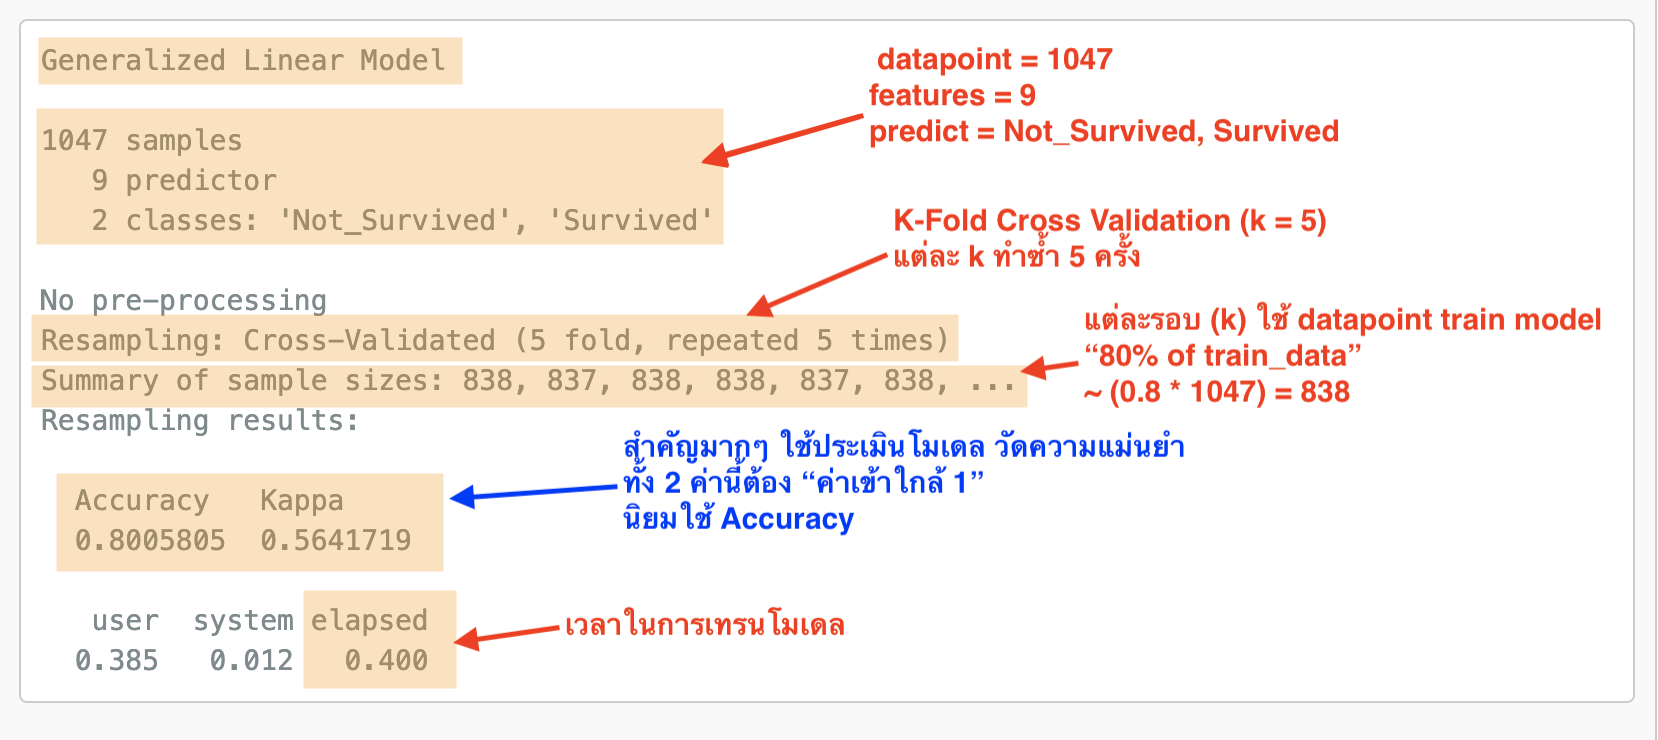 Generalized Linear Model
datapoint = 1047
features = 9
predict = Not_Survived, Survived
1047 samples
9 predictor
2 classes: 'Not_Survived', 'Survived'
K-Fold Cross Validation (k = 5)
แต่ละ k ทำซ้ำ 5 ครั้ง
No pre-processing
Resampling: Cross-Validated (5 fold, repeated 5 times)
Summary of sample sizes: 838, 837, 838, 838, 837, 838, ...
แต่ละรอบ (k) ใช้ datapoint train model
“80% of train_data”
~ (0.8 * 1047) = 838
Resampling results:
สำคัญมากๆ ใช้ประเมินโมเดล วัดความแม่นยำ
ทั้ง 2 ค่านี้ต้อง “ค่าเข้าใกล้ 1”
นิยมใช้ Accuracy
Accuracy Kappa
0.8005805 0.5641719
user system elapsed
0.385 0.012 0.400
เวลาในการเทรนโมเดล